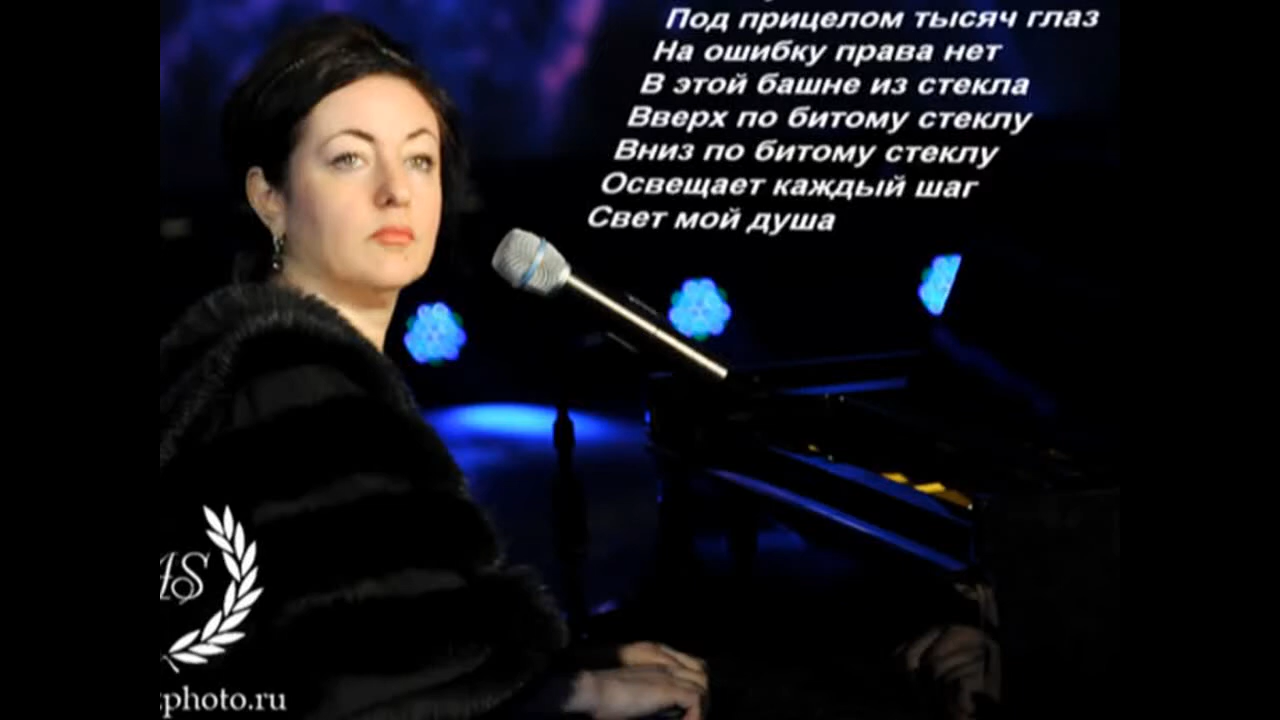 Под прицелом тысяч глаз
На ошибку права нет
В этой башне из стекла
Вверх по битому стеклу
Вниз по битому стеклу
Освещает каждый шаг
Свет мой душа
photo.ru